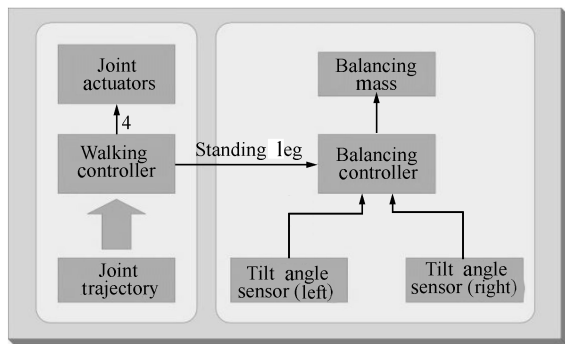 Joint
actuators
4
Walking
controller
Joint
trajectory
Standing leg
Balancing
mass
Balancing
controller
Tilt angle
sensor (left)
Tilt angle
sensor (right)